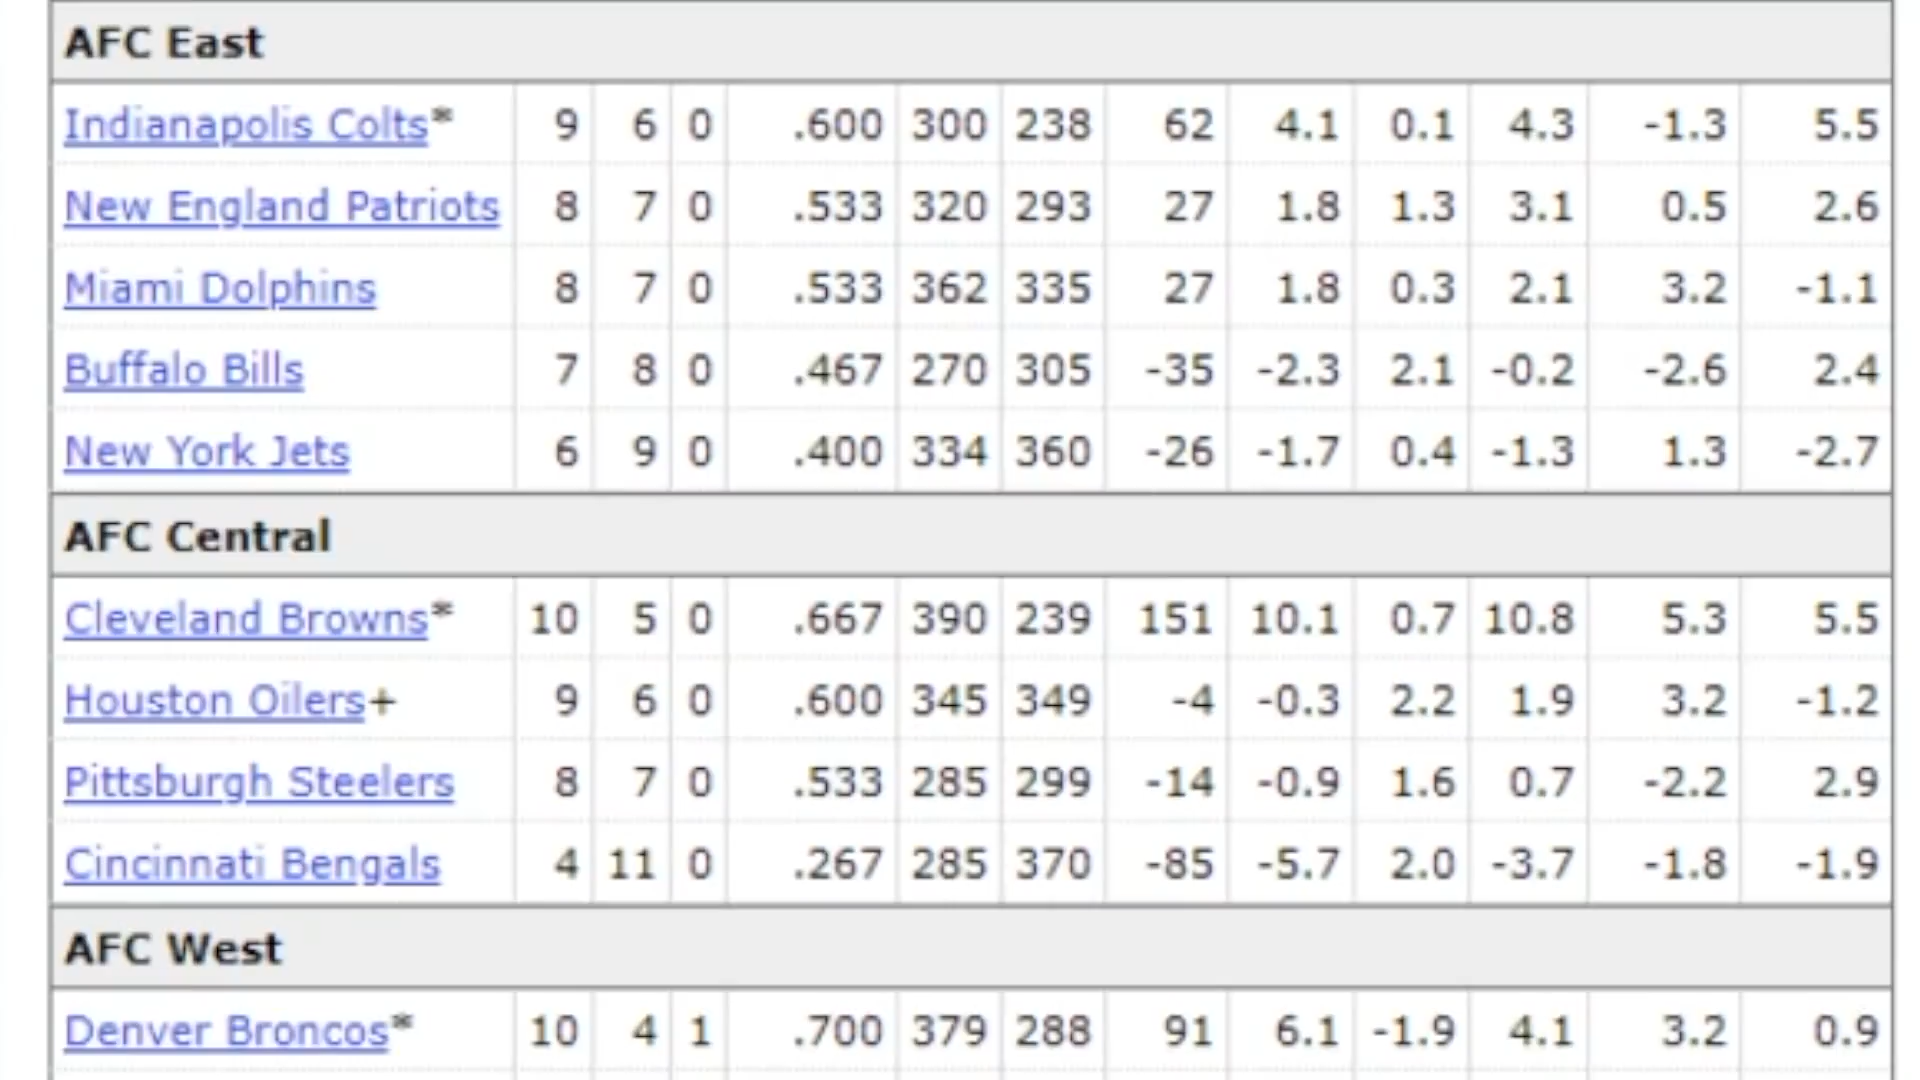 AFC East
Indianapolis Colts* 9 6 0 .600 300 238 62 4.1 0.1 4.3 -1.3 5.5
New England Patriots 8 7 0 .533 320 293 27 1.8 1.3 3.1 0.5 2.6
Miami Dolphins 8 7 0 .533 362 335 27 1.8 0.3 2.1 3.2 -1.1
Buffalo Bills 7 8 0 .467 270 305 -35 -2.3 2.1 -0.2 -2.6 2.4
New York Jets 6 9 0 .400 334 360 -26 -1.7 0.4 -1.3 1.3 -2.7
AFC Central
Cleveland Browns* 10 5 0 .667 390 239 151 10.1 0.7 10.8 5.3 5.5
Houston Oilers+ 9 6 0 .600 345 349 -4 -0.3 2.2 1.9 3.2 -1.2
Pittsburgh Steelers 8 7 0 .533 285 299 -14 -0.9 1.6 0.7 -2.2 2.9
Cincinnati Bengals 4 11 0 .267 285 370 -85 -5.7 2.0 -3.7 -1.8 -1.9
AFC West
Denver Broncos* 10 4 1 .700 379 288 91 6.1 -1.9 4.1 3.2 0.9